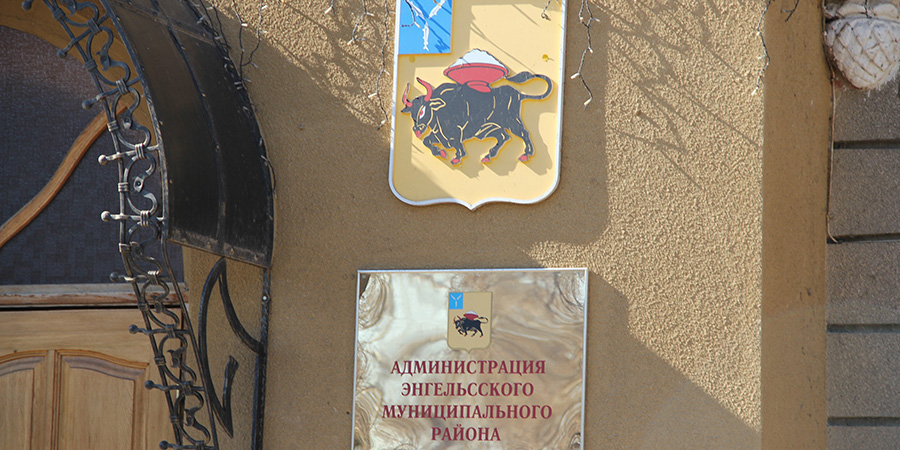 АДМИНИСТРАЦИЯ
ЭНГЕЛЬССКОГО
МУНИЦИПАЛЬНОГО
РАЙОНА